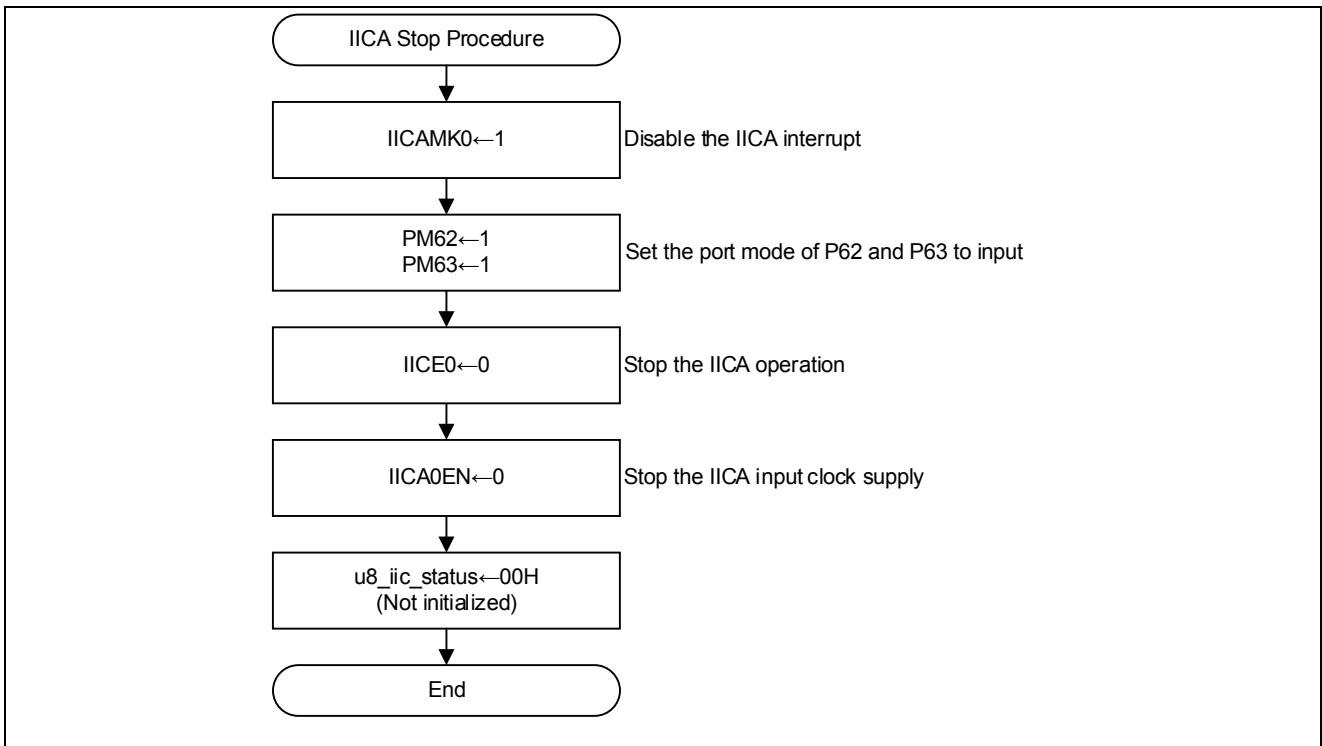 IICA Stop Procedure
IICAMK0←1
Disable the IICA interrupt
PM62←1
PM63←1
Set the port mode of P62 and P63 to input
IICE0←0
Stop the IICA operation
IICA0EN←0
Stop the IICA input clock supply
u8_iic_status←00H
(Not initialized)
End